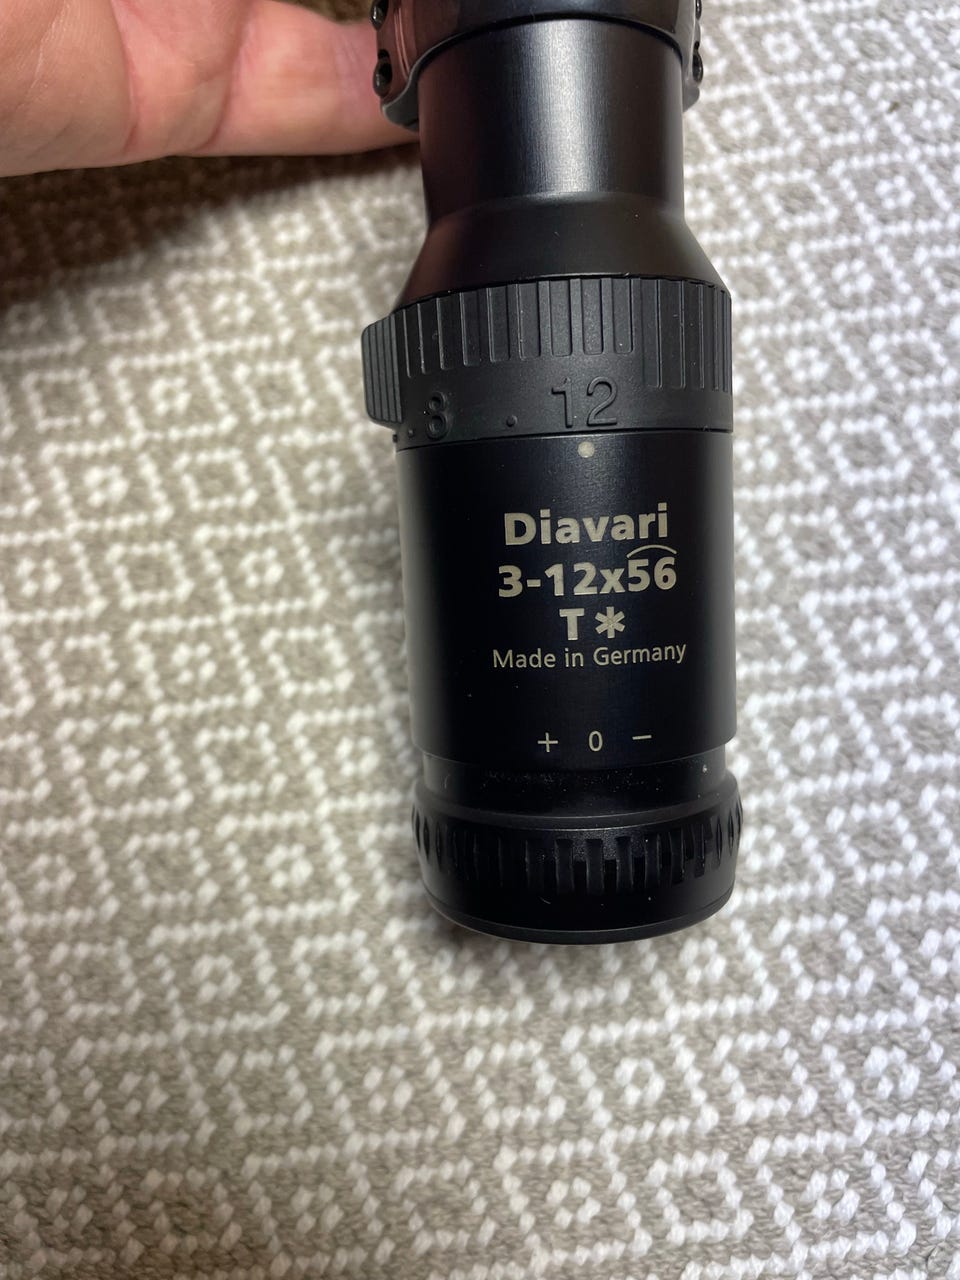 8 . 12
Diavari
3-12x56
T*
Made in Germany
+ 0 -